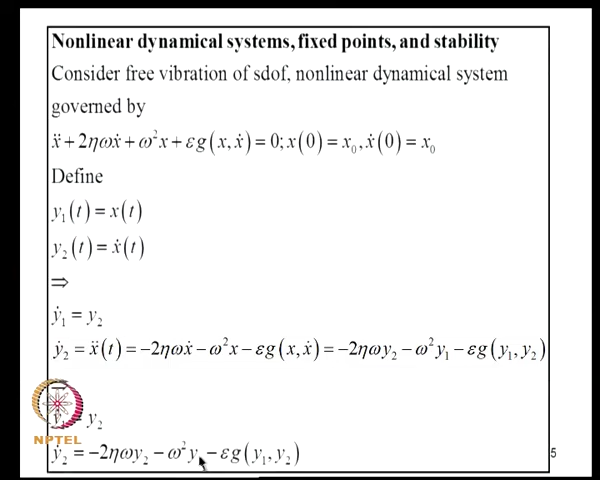 Nonlinear dynamical systems, fixed points, and stability
Consider free vibration of sdof, nonlinear dynamical system
governed by
ẍ + 2ηωẋ + ω²x + εg(x, ẋ) = 0; x(0) = x₀, ẋ(0) = x₀
Define
y₁(t) = x(t)
y₂(t) = ẋ(t)
⇒
ẏ₁ = y₂
ẏ₂ = ẍ(t) = −2ηωẋ − ω²x − εg(x, ẋ) = −2ηωy₂ − ω²y₁ − εg(y₁, y₂)
ẏ₁ = y₂
NPTEL
ẏ₂ = −2ηωy₂ − ω²y₁ − εg(y₁, y₂)
5